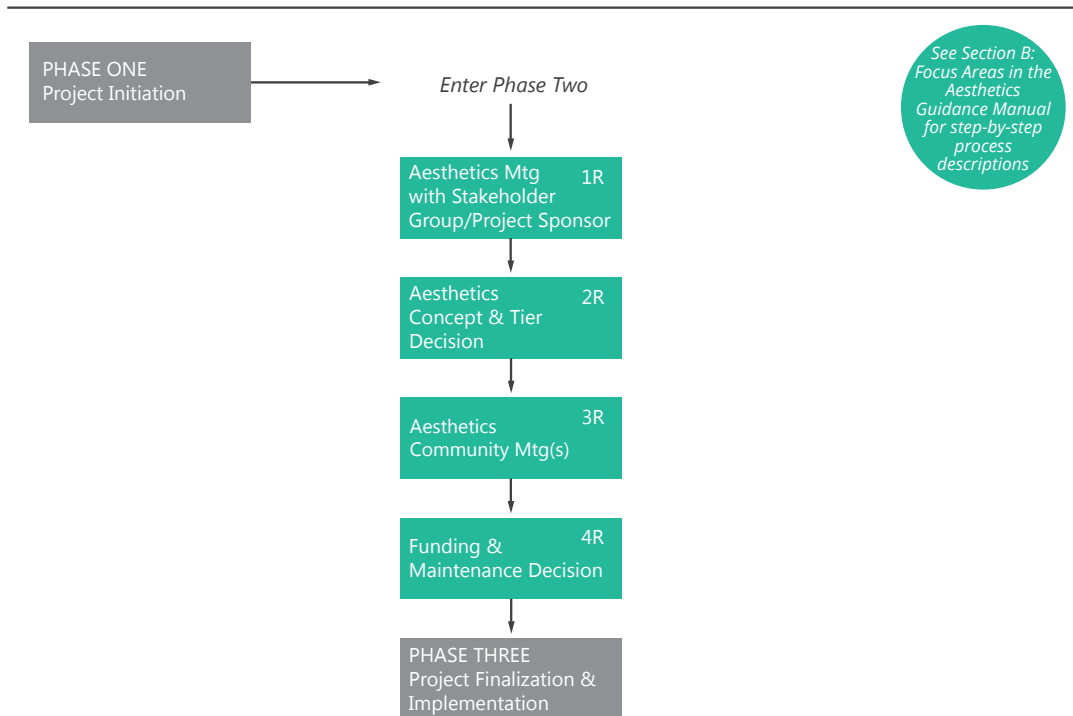 PHASE ONE
Project Initiation
Enter Phase Two
See Section B:
Focus Areas in the
Aesthetics
Guidance Manual
for step-by-step
process
descriptions
Aesthetics Mtg 1R
with Stakeholder
Group/Project Sponsor
Aesthetics 2R
Concept & Tier
Decision
3R
Aesthetics
Community Mtg(s)
4R
Funding &
Maintenance Decision
PHASE THREE
Project Finalization &
Implementation